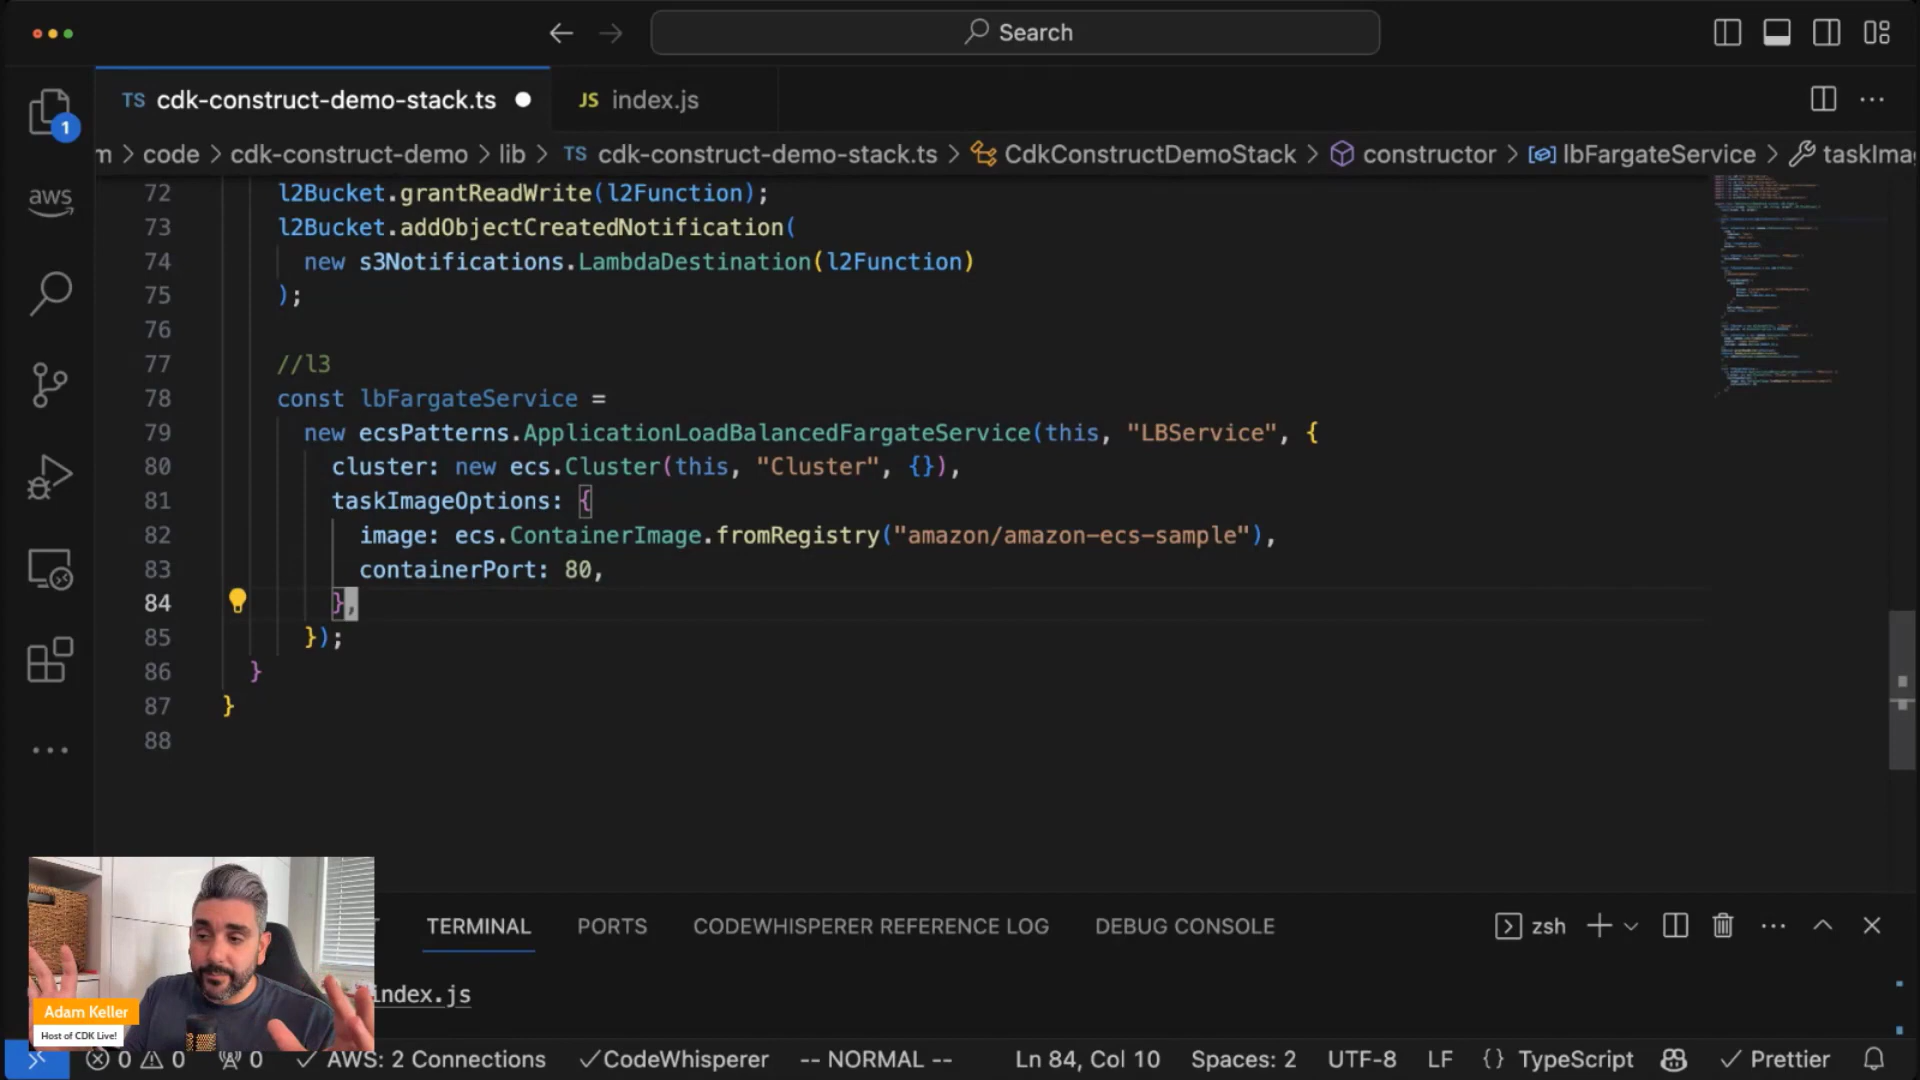 Search
TS cdk-construct-demo-stack.ts
JS index.js
1
m > code > cdk-construct-demo > lib > TS cdk-construct-demo-stack.ts > CdkConstructDemoStack > constructor > lbFargateService > taskIma
aws
72 l2Bucket.grantReadWrite(l2Function);
73 l2Bucket.addObjectCreatedNotification(
74 new s3Notifications.LambdaDestination(l2Function)
75 );
76
77 //l3
78 const lbFargateService =
79 new ecsPatterns.ApplicationLoadBalancedFargateService(this, "LBService", {
80 cluster: new ecs.Cluster(this, "Cluster", {}),
81 taskImageOptions: {
82 image: ecs.ContainerImage.fromRegistry("amazon/amazon-ecs-sample"),
83 containerPort: 80,
84 },
85 });
86 }
87 }
88
TERMINAL PORTS CODEWHISPERER REFERENCE LOG DEBUG CONSOLE zsh
index.js
Adam Keller
Host of CDK Live!
0 0 0 AWS: 2 Connections CodeWhisperer -- NORMAL -- Ln 84, Col 10 Spaces: 2 UTF-8 LF {} TypeScript Prettier